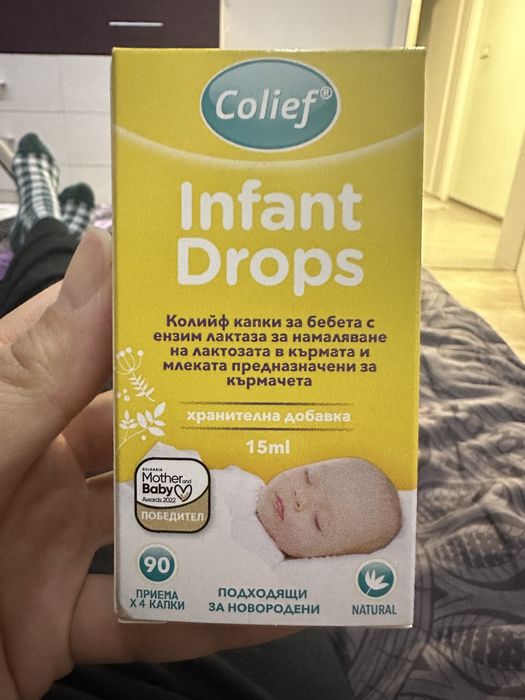 Colief®
Infant
Drops
Колийф капки за бебета с
ензим лактаза за намаляване
на лактозата в кърмата и
млеката предназначени за
кърмачета
хранителна добавка
15ml
BULGARIA
Mother and
Baby
Awards 2022
ПОБЕДИТЕЛ
90
ПРИЕМА
X 4 КАПКИ
ПОДХОДЯЩИ
ЗА НОВОРОДЕНИ
NATURAL